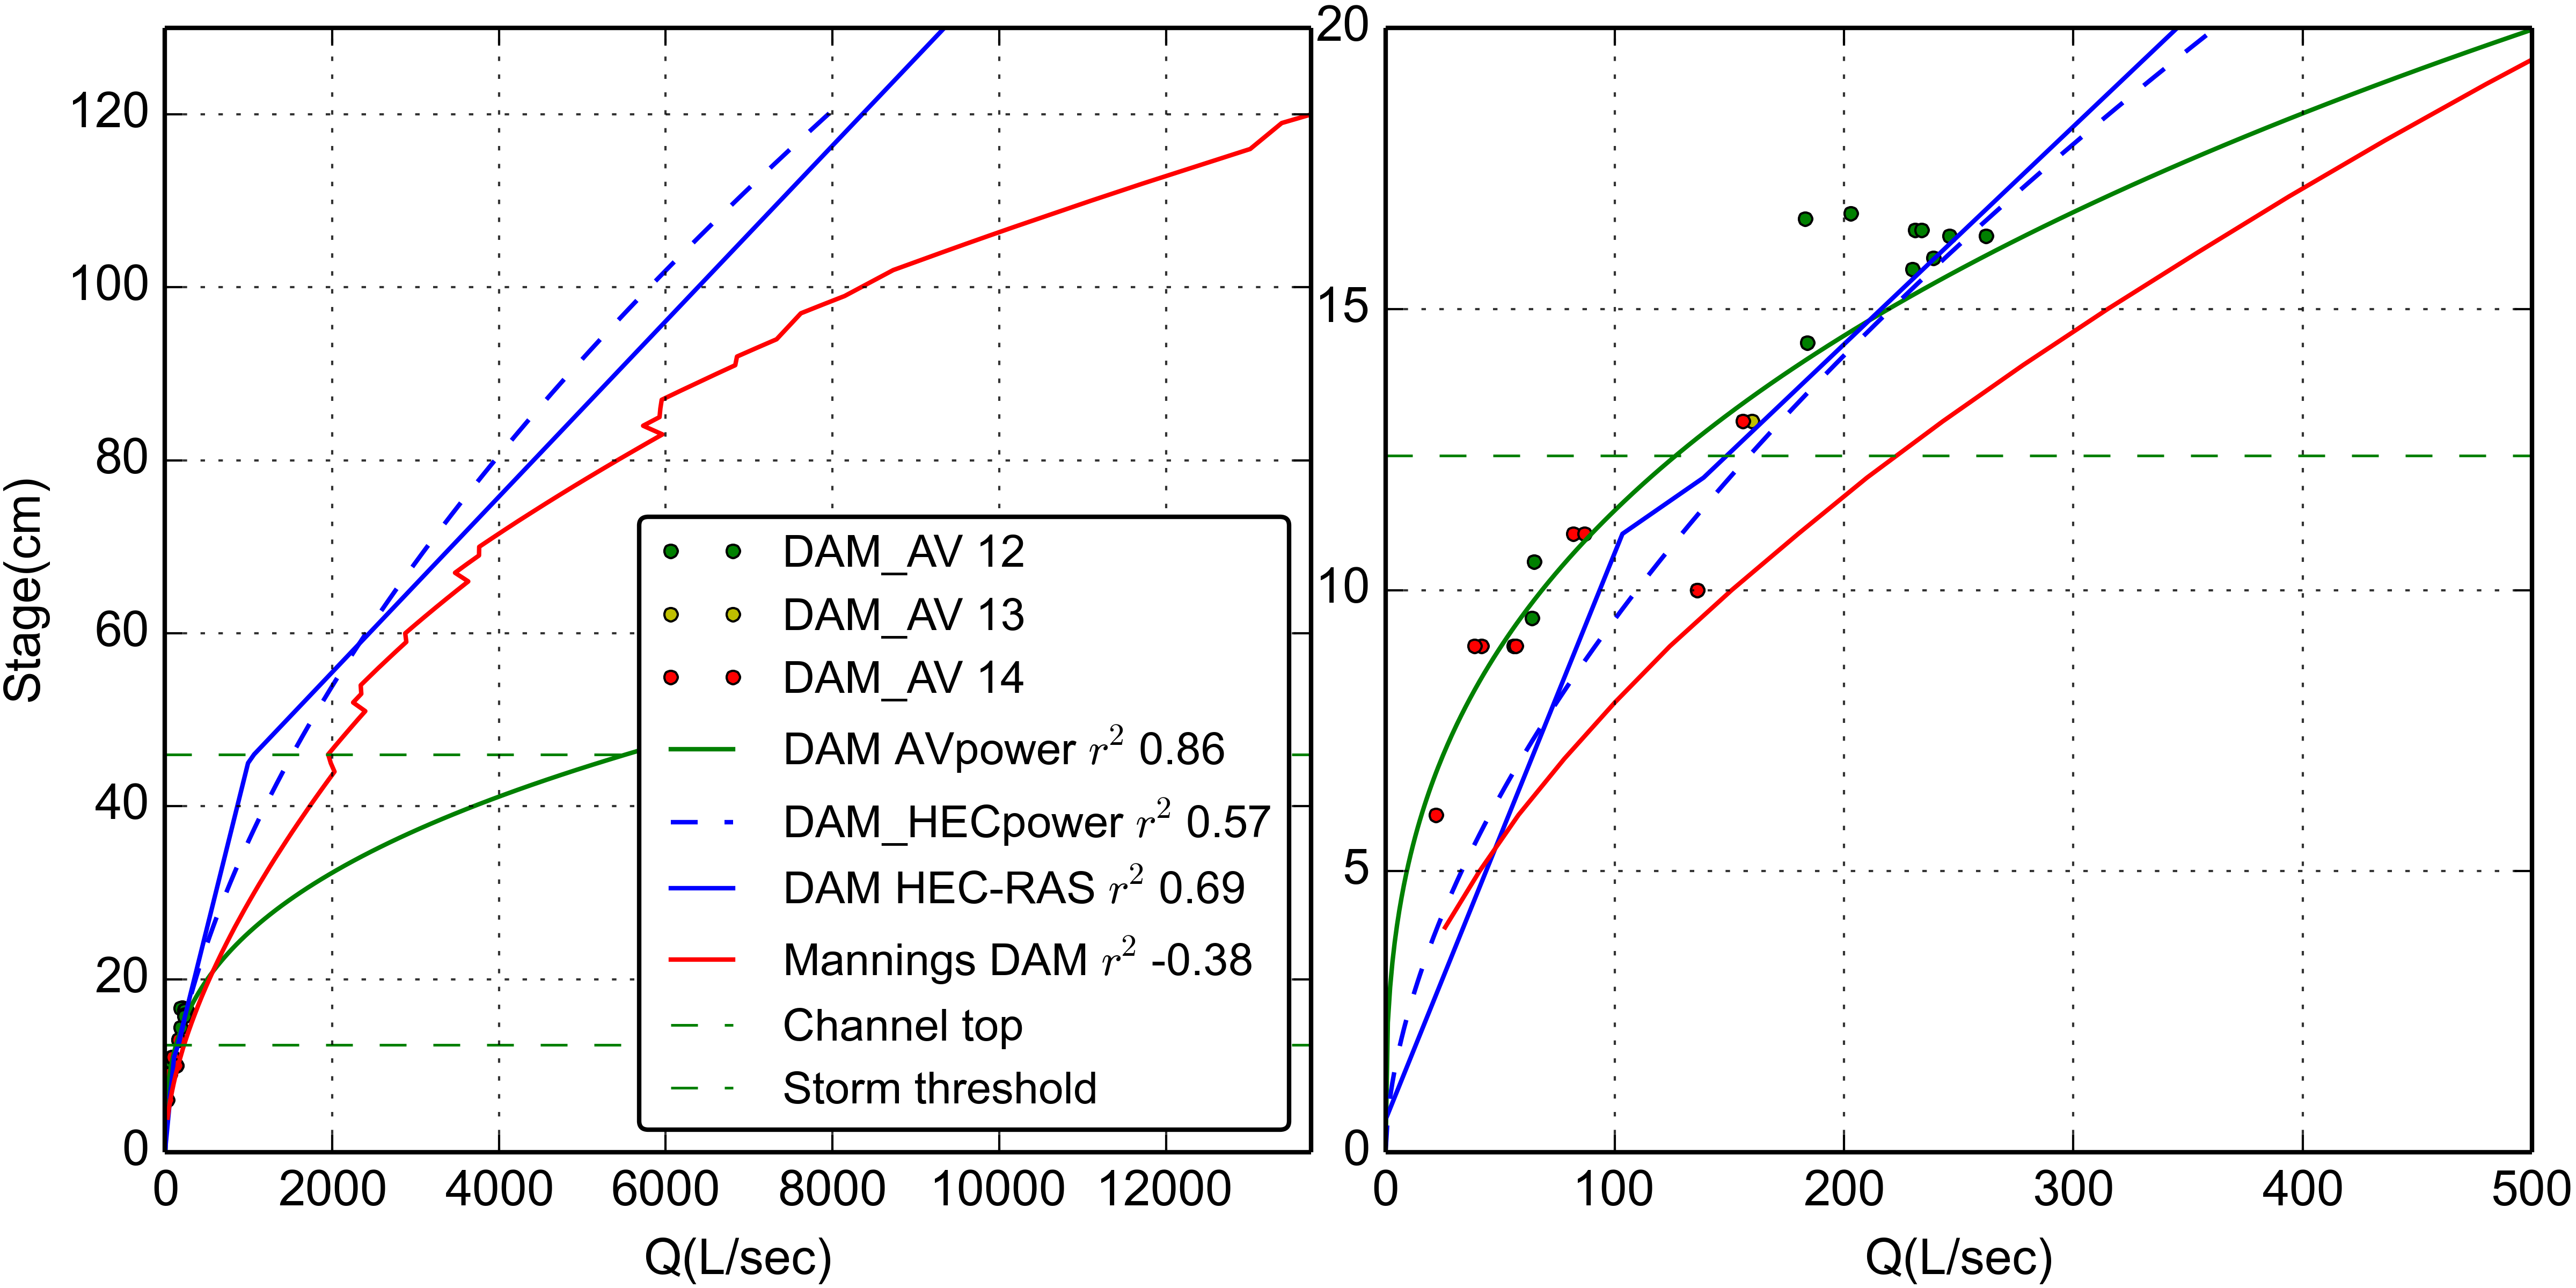 Stage(cm)
120
100
80
60
40
20
0
0 2000 4000 6000 8000 10000 12000
Q(L/sec)
DAM_AV 12
DAM_AV 13
DAM_AV 14
DAM AVpower r² 0.86
DAM_HECpower r² 0.57
DAM HEC-RAS r² 0.69
Mannings DAM r² -0.38
Channel top
Storm threshold
20
15
10
5
0
0 100 200 300 400 500
Q(L/sec)